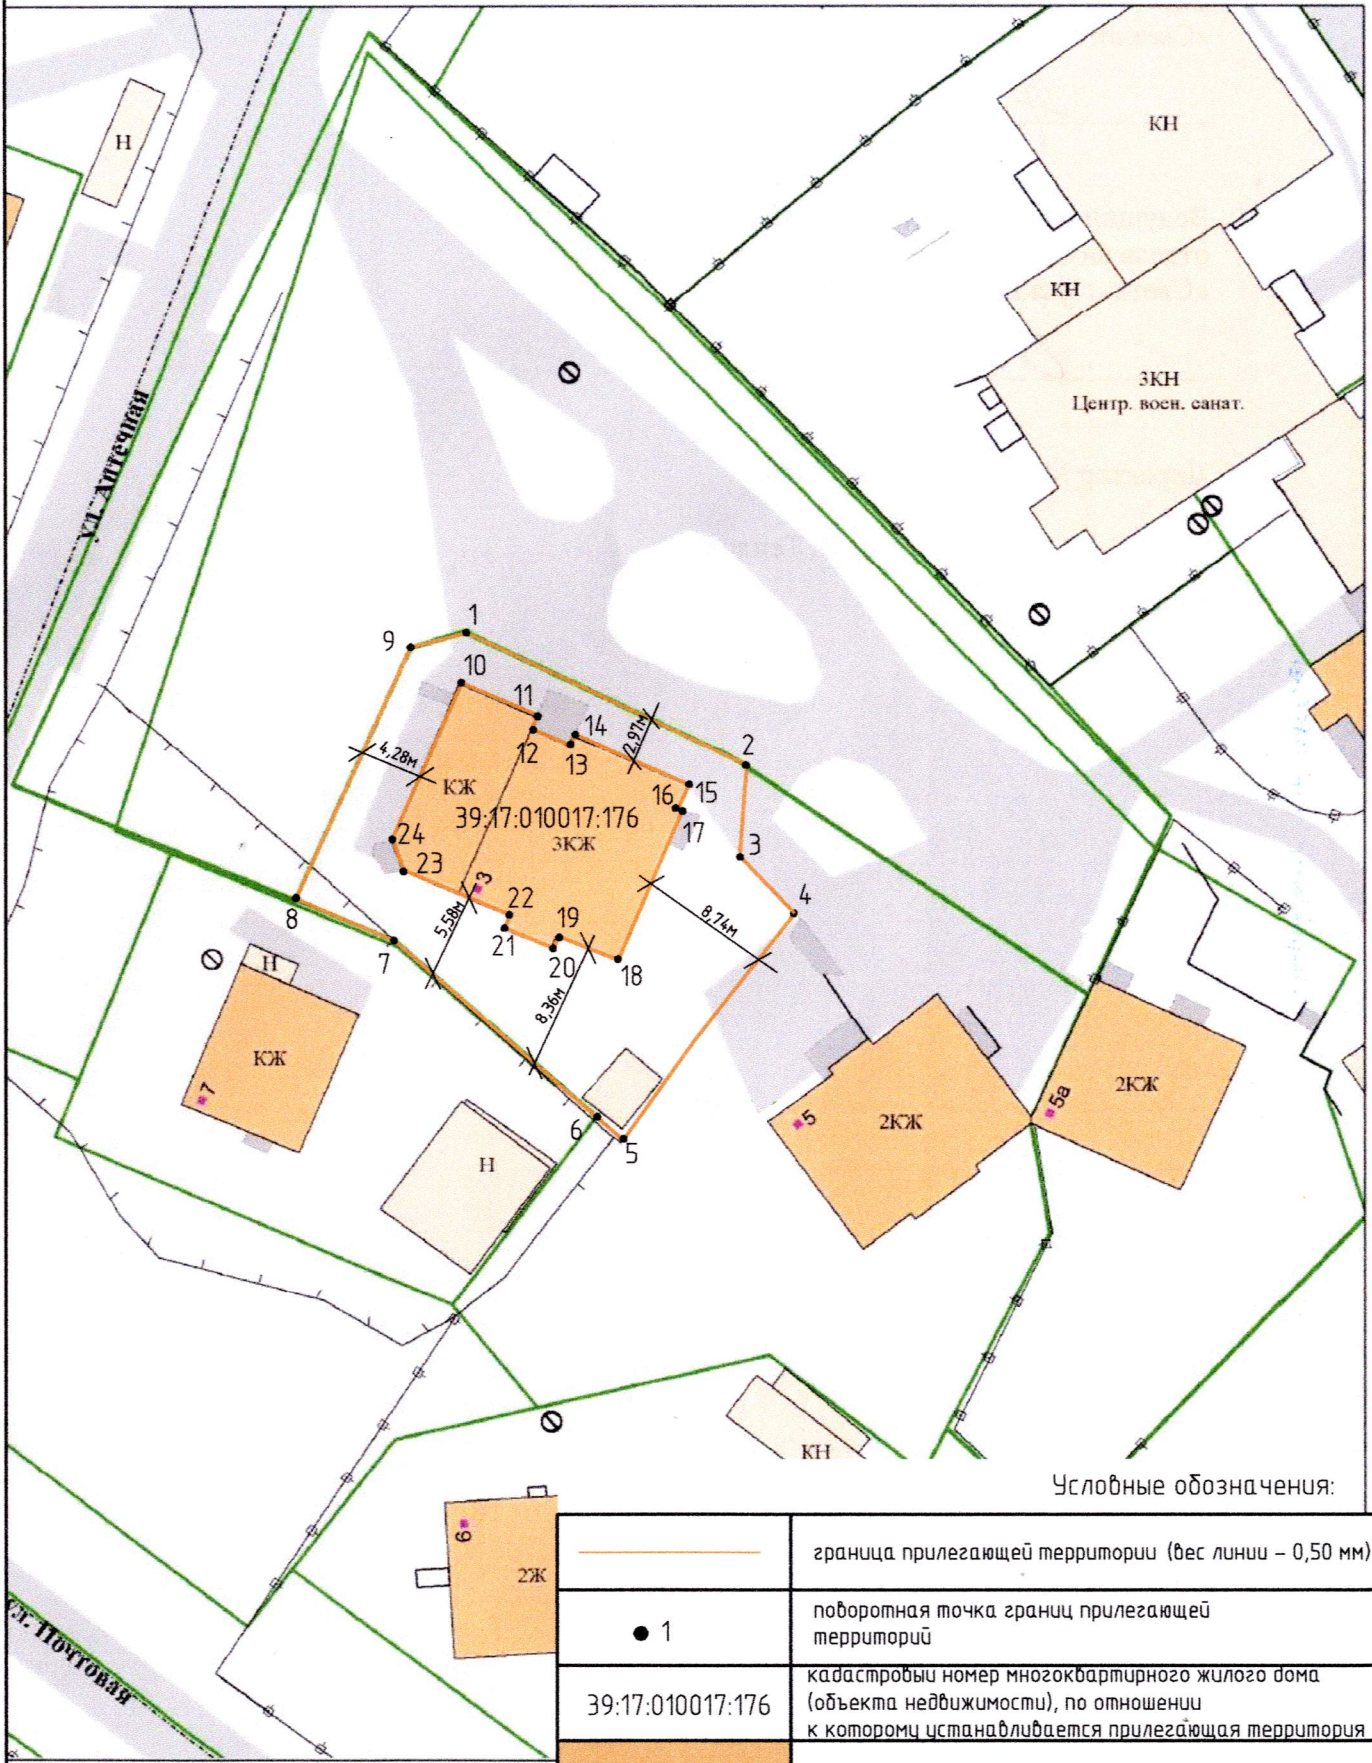 Н
КН
КН
3КН
Центр. воен. санат.
ул. Аптечная
1
9
10
11
12
13
14
2,97м
2
15
16
17
4,28м
КЖ
39:17:010017:176
3КЖ
3
24
23
3
22
4
8
5,58м
21
19
8,74м
7
20
18
8,36м
Н
КЖ
7
6
5
Н
5
2КЖ
5а
2КЖ
КН
6
2Ж
ул. Почтовая
Условные обозначения:
граница прилегающей территории (вес линии – 0,50 мм)
1
поворотная точка границ прилегающей
территорий
39:17:010017:176
кадастровый номер многоквартирного жилого дома
(объекта недвижимости), по отношении
к которому устанавливается прилегающая территория